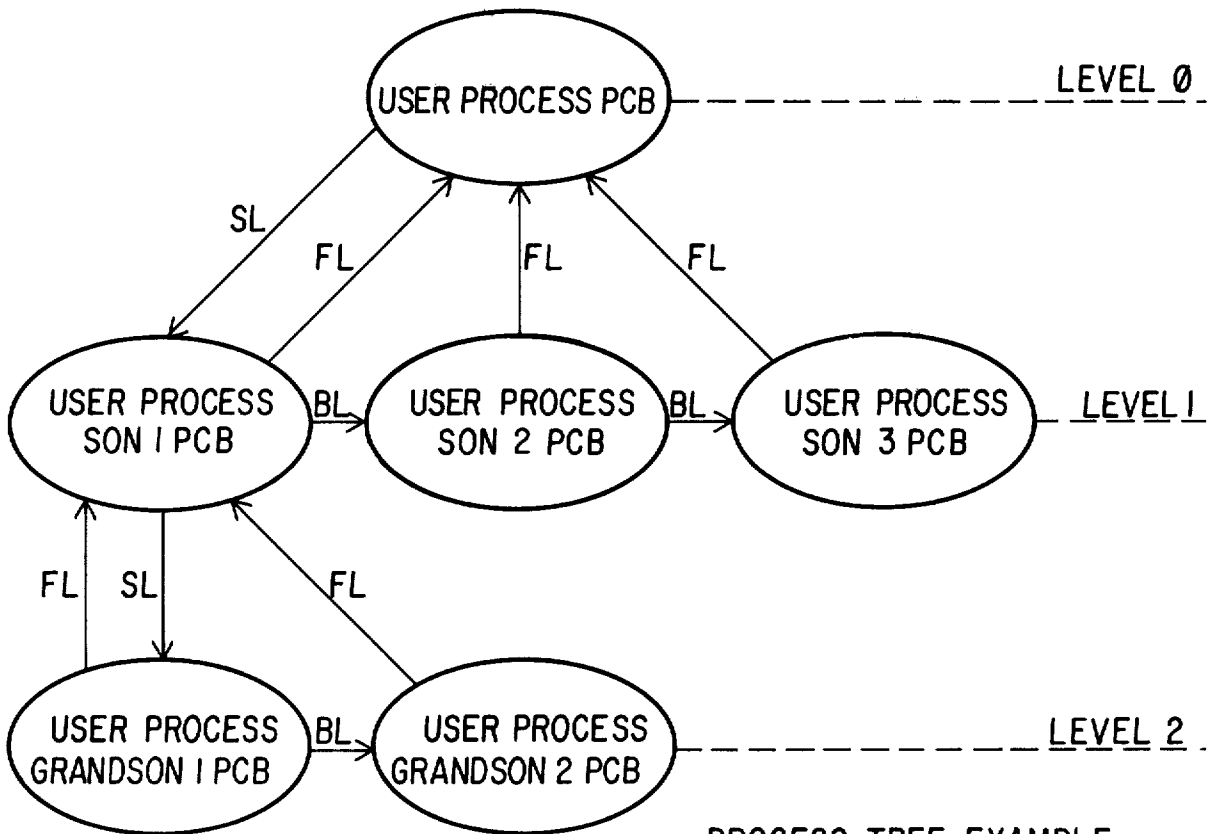 USER PROCESS PCB
LEVEL Ø
SL
FL
FL
FL
USER PROCESS
SON 1 PCB
BL
USER PROCESS
SON 2 PCB
BL
USER PROCESS
SON 3 PCB
LEVEL 1
FL
SL
FL
USER PROCESS
GRANDSON 1 PCB
BL
USER PROCESS
GRANDSON 2 PCB
LEVEL 2
PROCESS TREE EXAMPLE